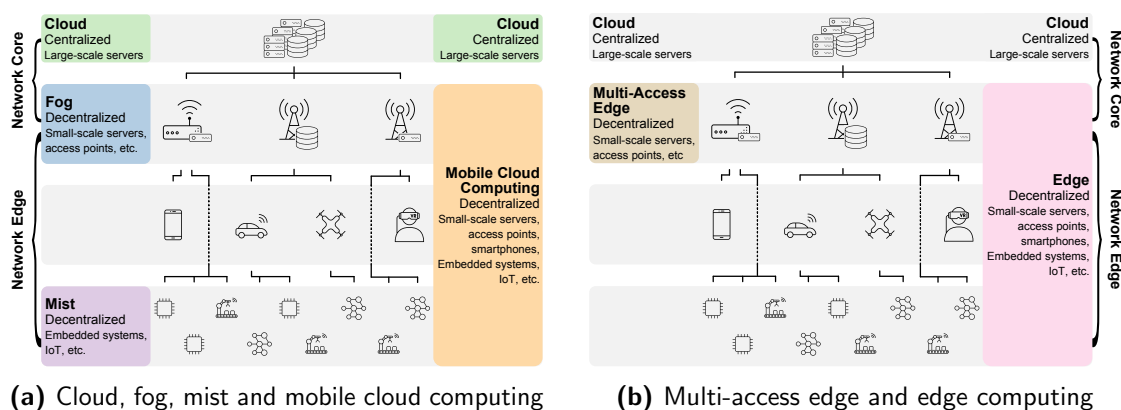 Cloud
Centralized
Large-scale servers
Cloud
Centralized
Large-scale servers
Network Core
Fog
Decentralized
Small-scale servers,
access points, etc.
Mobile Cloud
Computing
Decentralized
Small-scale servers,
access points,
smartphones,
Embedded systems,
IoT, etc.
Network Edge
VR
Mist
Decentralized
Embedded systems,
IoT, etc.
(a) Cloud, fog, mist and mobile cloud computing
Cloud
Centralized
Large-scale servers
Cloud
Centralized
Large-scale servers
Network Core
Multi-Access
Edge
Decentralized
Small-scale servers,
access points, etc
Edge
Decentralized
Small-scale servers,
access points,
smartphones,
Embedded systems,
IoT, etc.
Network Edge
VR
(b) Multi-access edge and edge computing